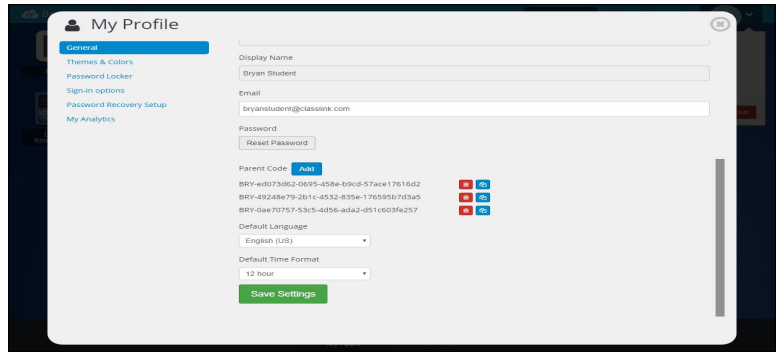 My Profile
General
Themes & Colors
Password Locker
Sign-in options
Password Recovery Setup
My Analytics
Display Name
Bryan Student
Email
bryanstudent@classlink.com
Password
Reset Password
Parent Code Add
BRY-ed073d62-0695-458e-b9cd-57ace17616d2
BRY-49248e79-2b1c-4532-835e-176595b7d3a5
BRY-0ae70757-53c5-4d56-ada2-d51c603fe257
Default Language
English (US)
Default Time Format
12 hour
Save Settings